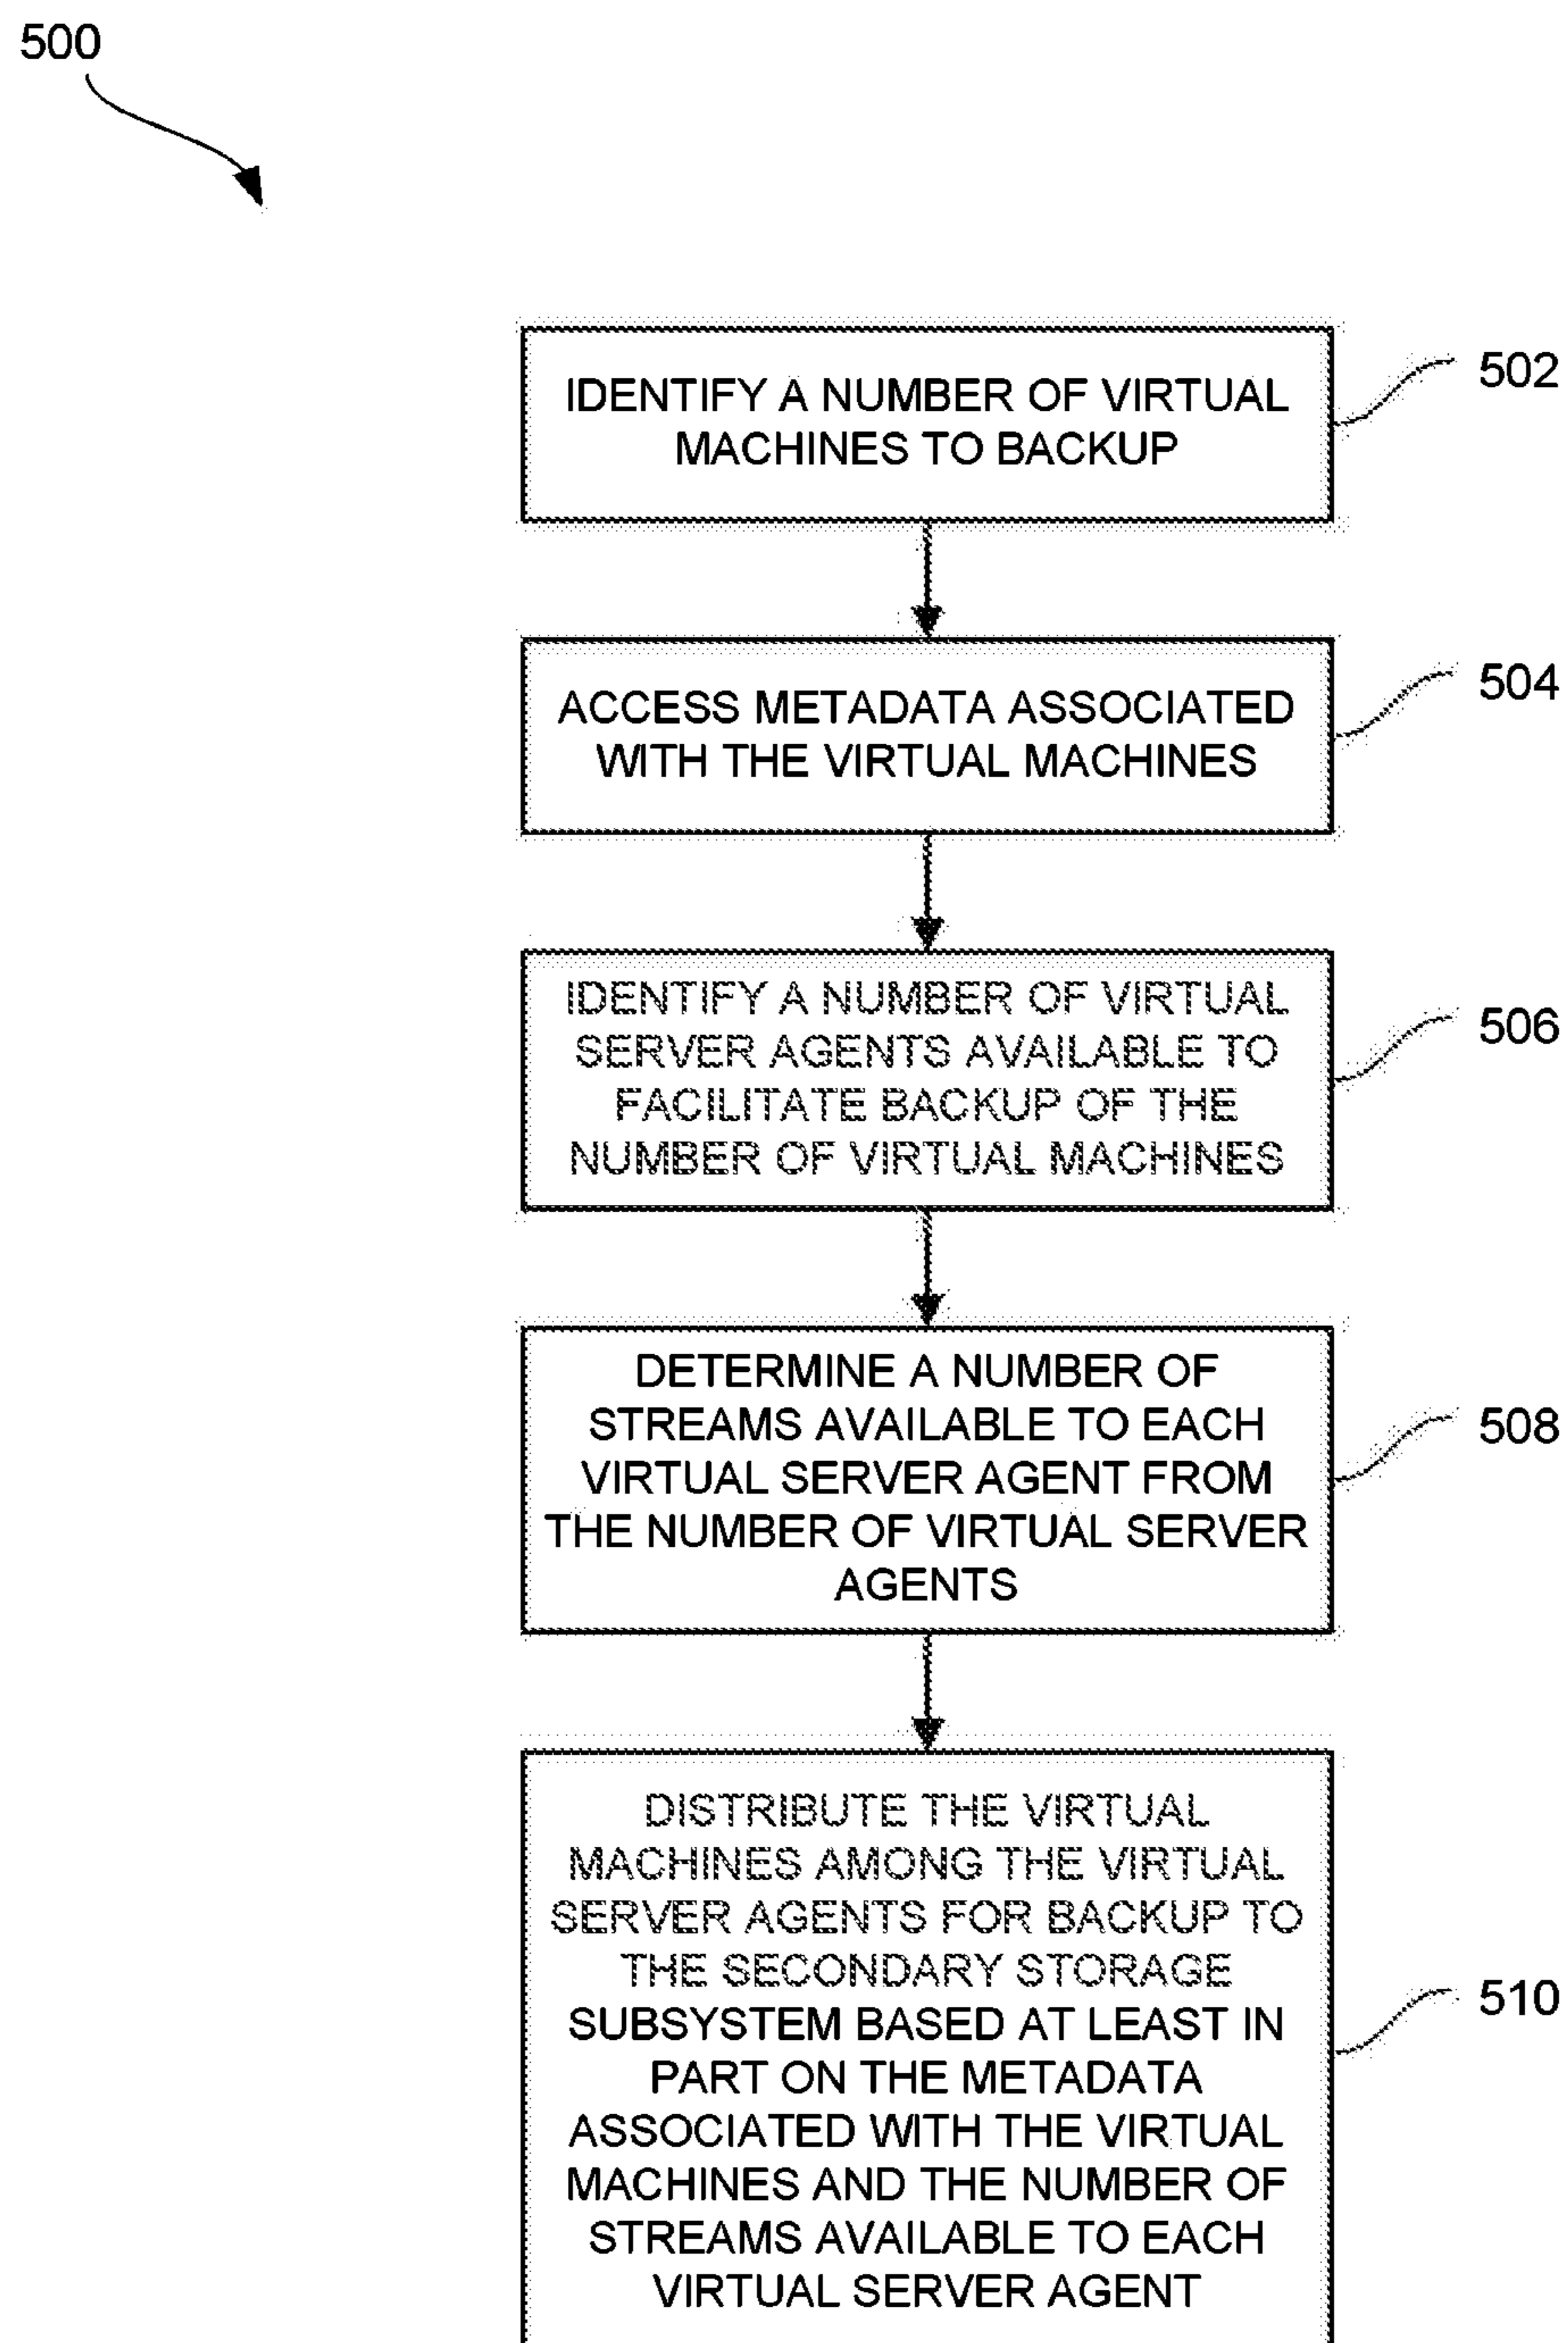 500
IDENTIFY A NUMBER OF VIRTUAL
MACHINES TO BACKUP
502
ACCESS METADATA ASSOCIATED
WITH THE VIRTUAL MACHINES
504
IDENTIFY A NUMBER OF VIRTUAL
SERVER AGENTS AVAILABLE TO
FACILITATE BACKUP OF THE
NUMBER OF VIRTUAL MACHINES
506
DETERMINE A NUMBER OF
STREAMS AVAILABLE TO EACH
VIRTUAL SERVER AGENT FROM
THE NUMBER OF VIRTUAL SERVER
AGENTS
508
DISTRIBUTE THE VIRTUAL
MACHINES AMONG THE VIRTUAL
SERVER AGENTS FOR BACKUP TO
THE SECONDARY STORAGE
SUBSYSTEM BASED AT LEAST IN
PART ON THE METADATA
ASSOCIATED WITH THE VIRTUAL
MACHINES AND THE NUMBER OF
STREAMS AVAILABLE TO EACH
VIRTUAL SERVER AGENT
510